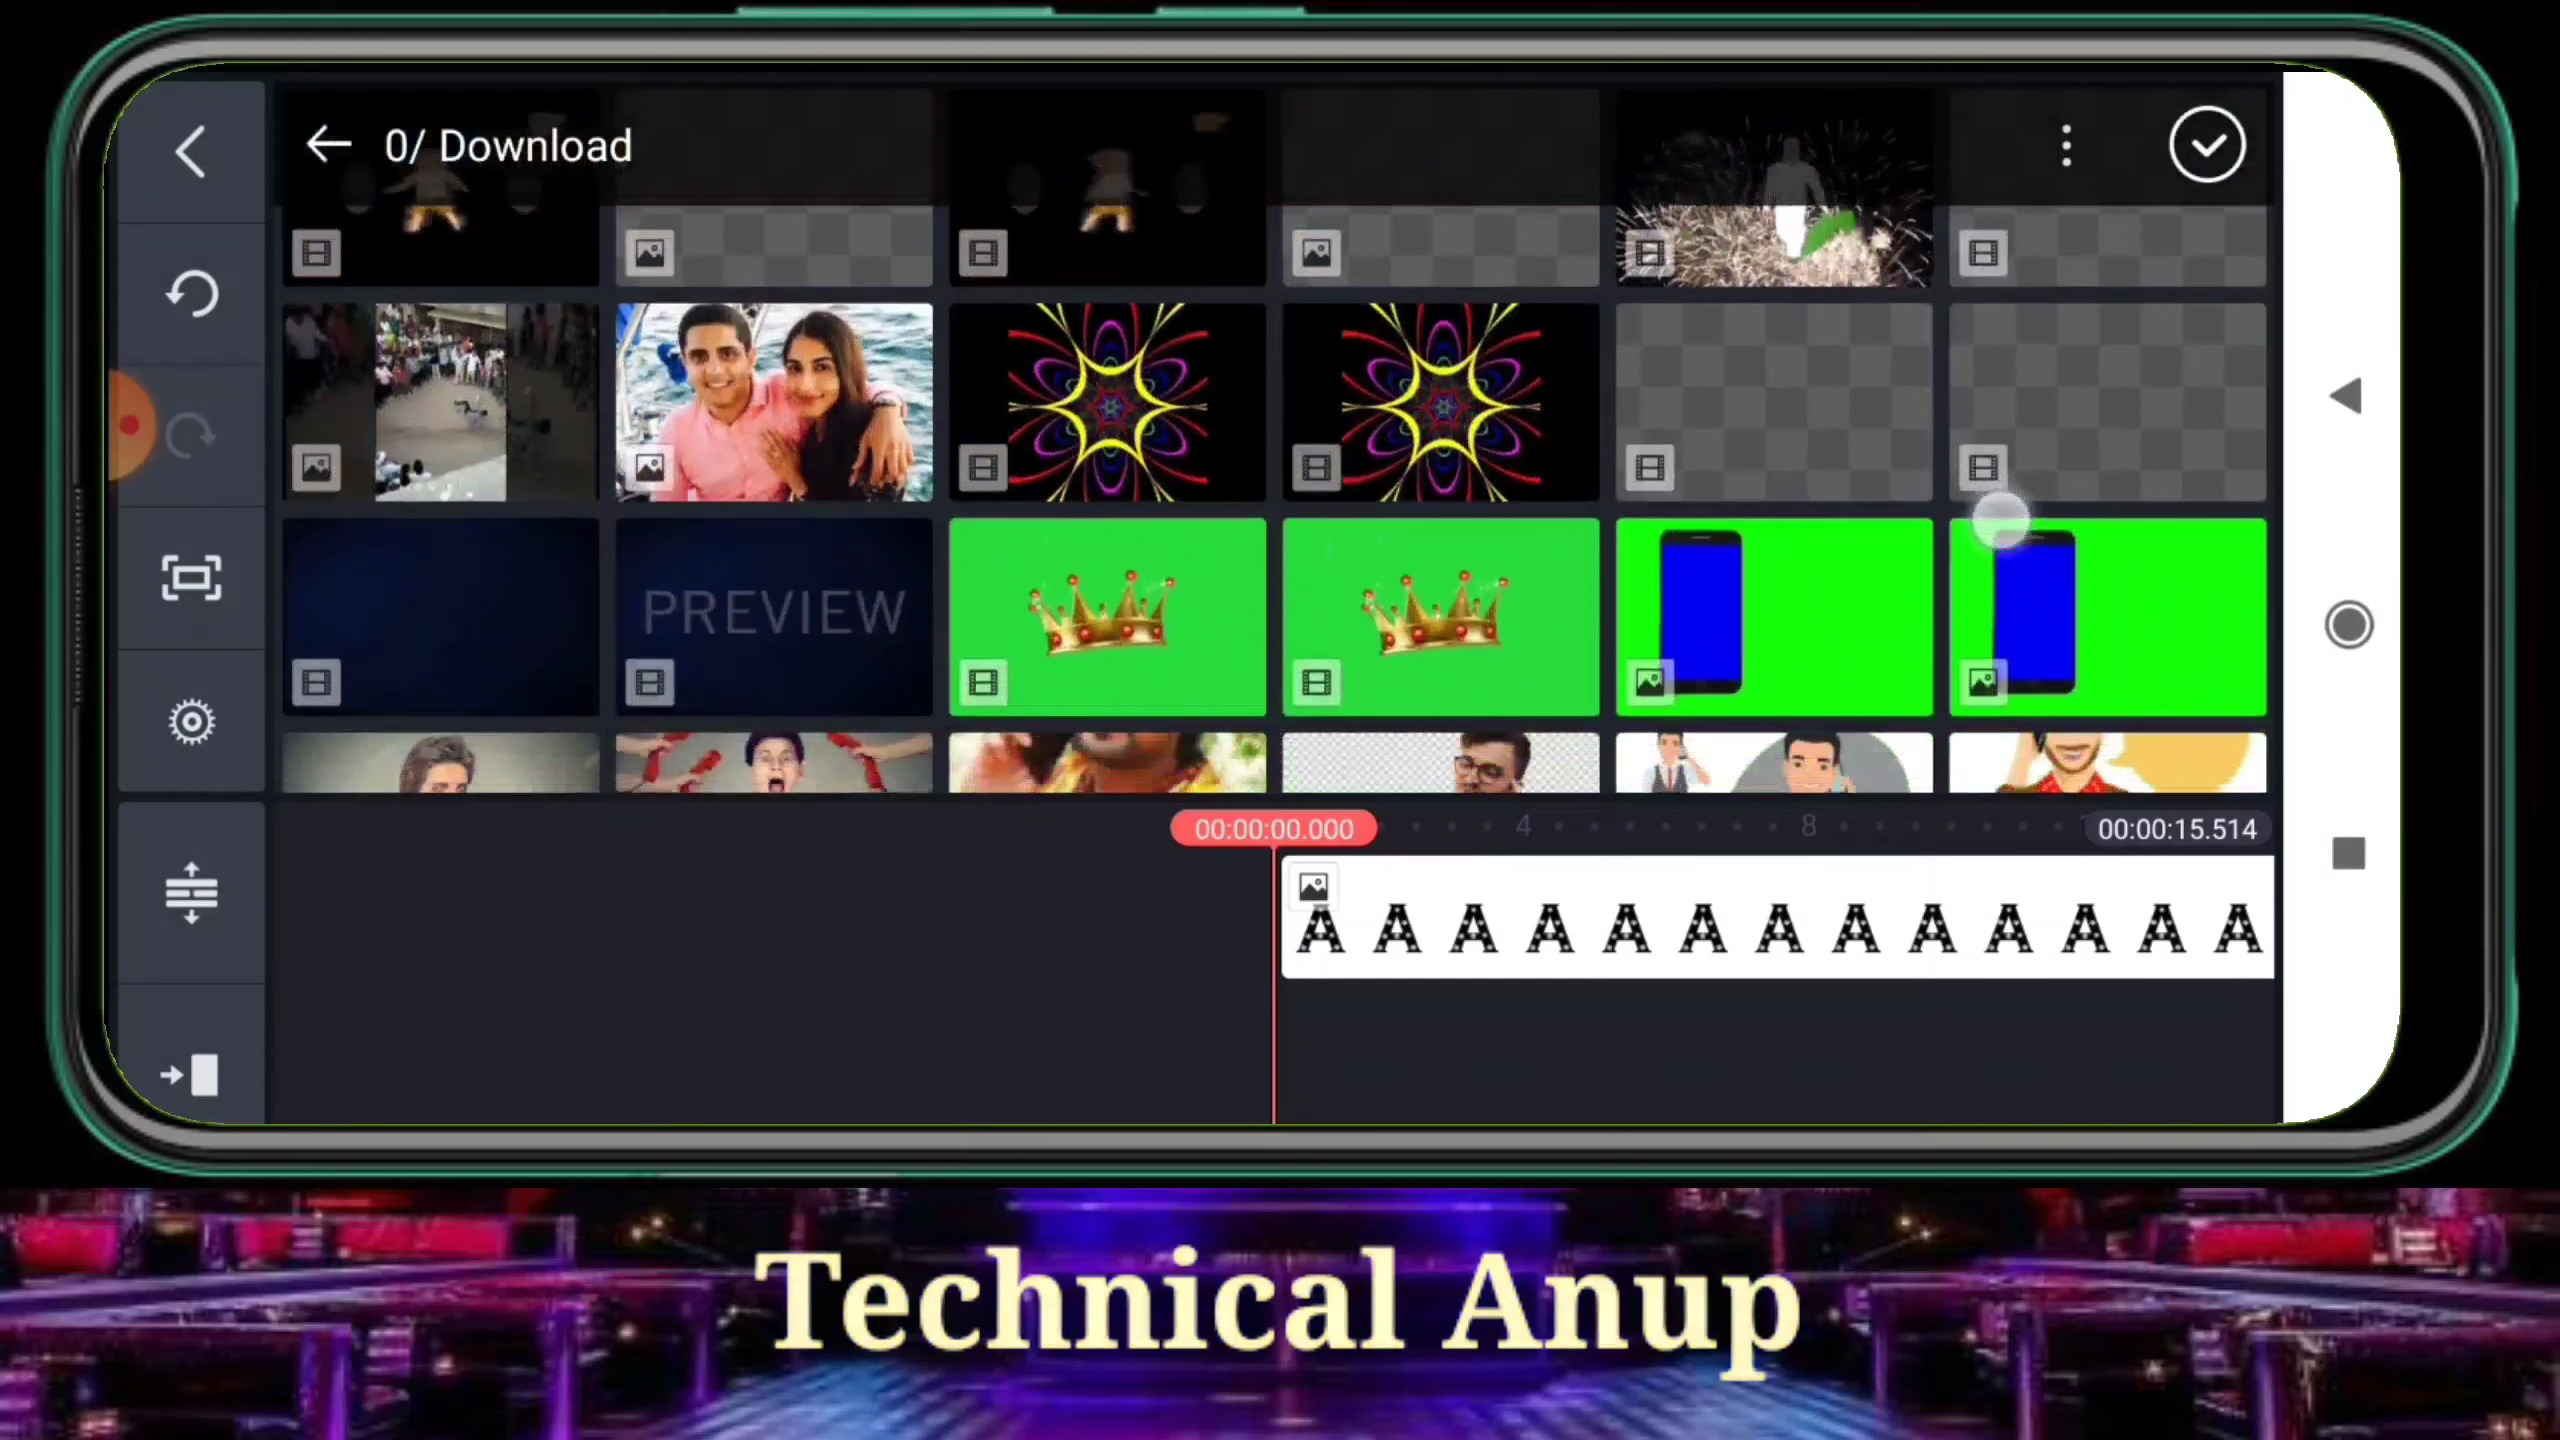 0/ Download
PREVIEW
00:00:00.000
4
8
00:00:15.514
A A A A A A A A A A A A A
Technical Anup